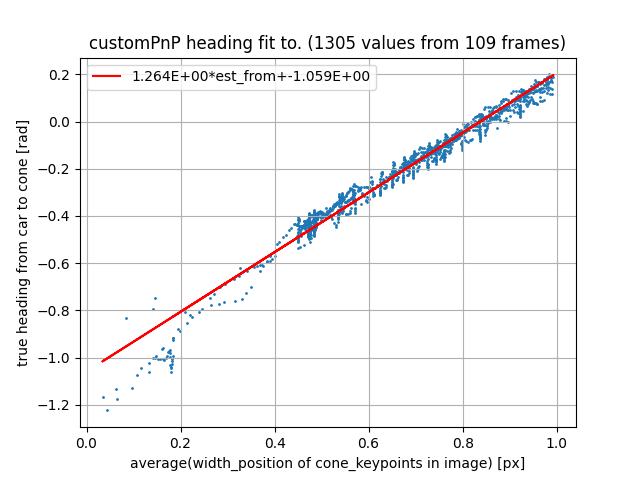 customPnP heading fit to. (1305 values from 109 frames)
1.264E+00*est_from+-1.059E+00
true heading from car to cone [rad]
0.2
0.0
−0.2
−0.4
−0.6
−0.8
−1.0
−1.2
0.0 0.2 0.4 0.6 0.8 1.0
average(width_position of cone_keypoints in image) [px]